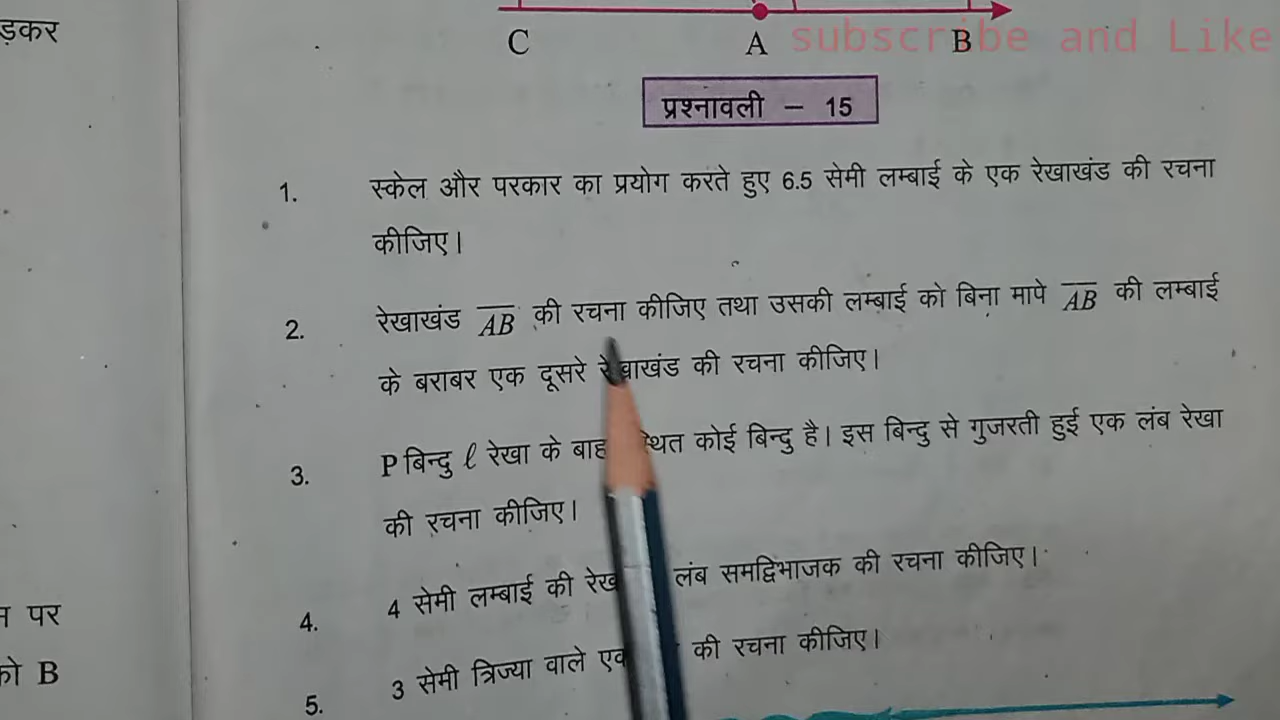 ड़कर
C A B
subscribe and Like
प्रश्नावली – 15
1. स्केल और परकार का प्रयोग करते हुए 6.5 सेमी लम्बाई के एक रेखाखंड की रचना
कीजिए।
2. रेखाखंड AB की रचना कीजिए तथा उसकी लम्बाई को बिना मापे AB की लम्बाई
के बराबर एक दूसरे रेखाखंड की रचना कीजिए।
3. P बिन्दु ℓ रेखा के बाह कोई बिन्दु है। इस बिन्दु से गुजरती हुई एक लंब रेखा
की रचना कीजिए।
4. 4 सेमी लम्बाई की लंब समद्विभाजक की रचना कीजिए।
5. 3 सेमी त्रिज्या वाले की रचना कीजिए।
पर
को B